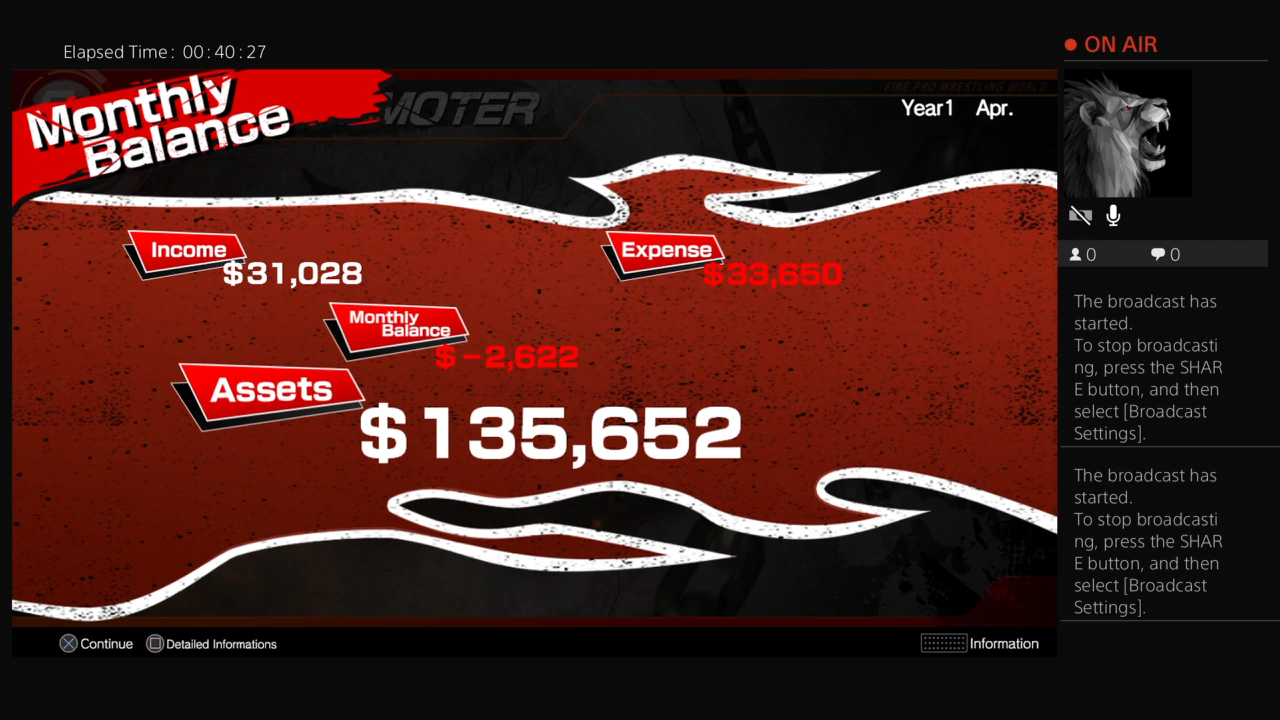 Elapsed Time: 00:40:27
ON AIR
Monthly
Balance
MOTER
FIRE PRO WRESTLING WORLD
Year1 Apr.
Income
$31,028
Expense
$33,650
Monthly
Balance
$-2,622
Assets
$135,652
0 0
The broadcast has
started.
To stop broadcasti
ng, press the SHAR
E button, and then
select [Broadcast
Settings].
The broadcast has
started.
To stop broadcasti
ng, press the SHAR
E button, and then
select [Broadcast
Settings].
Continue Detailed Informations
Information